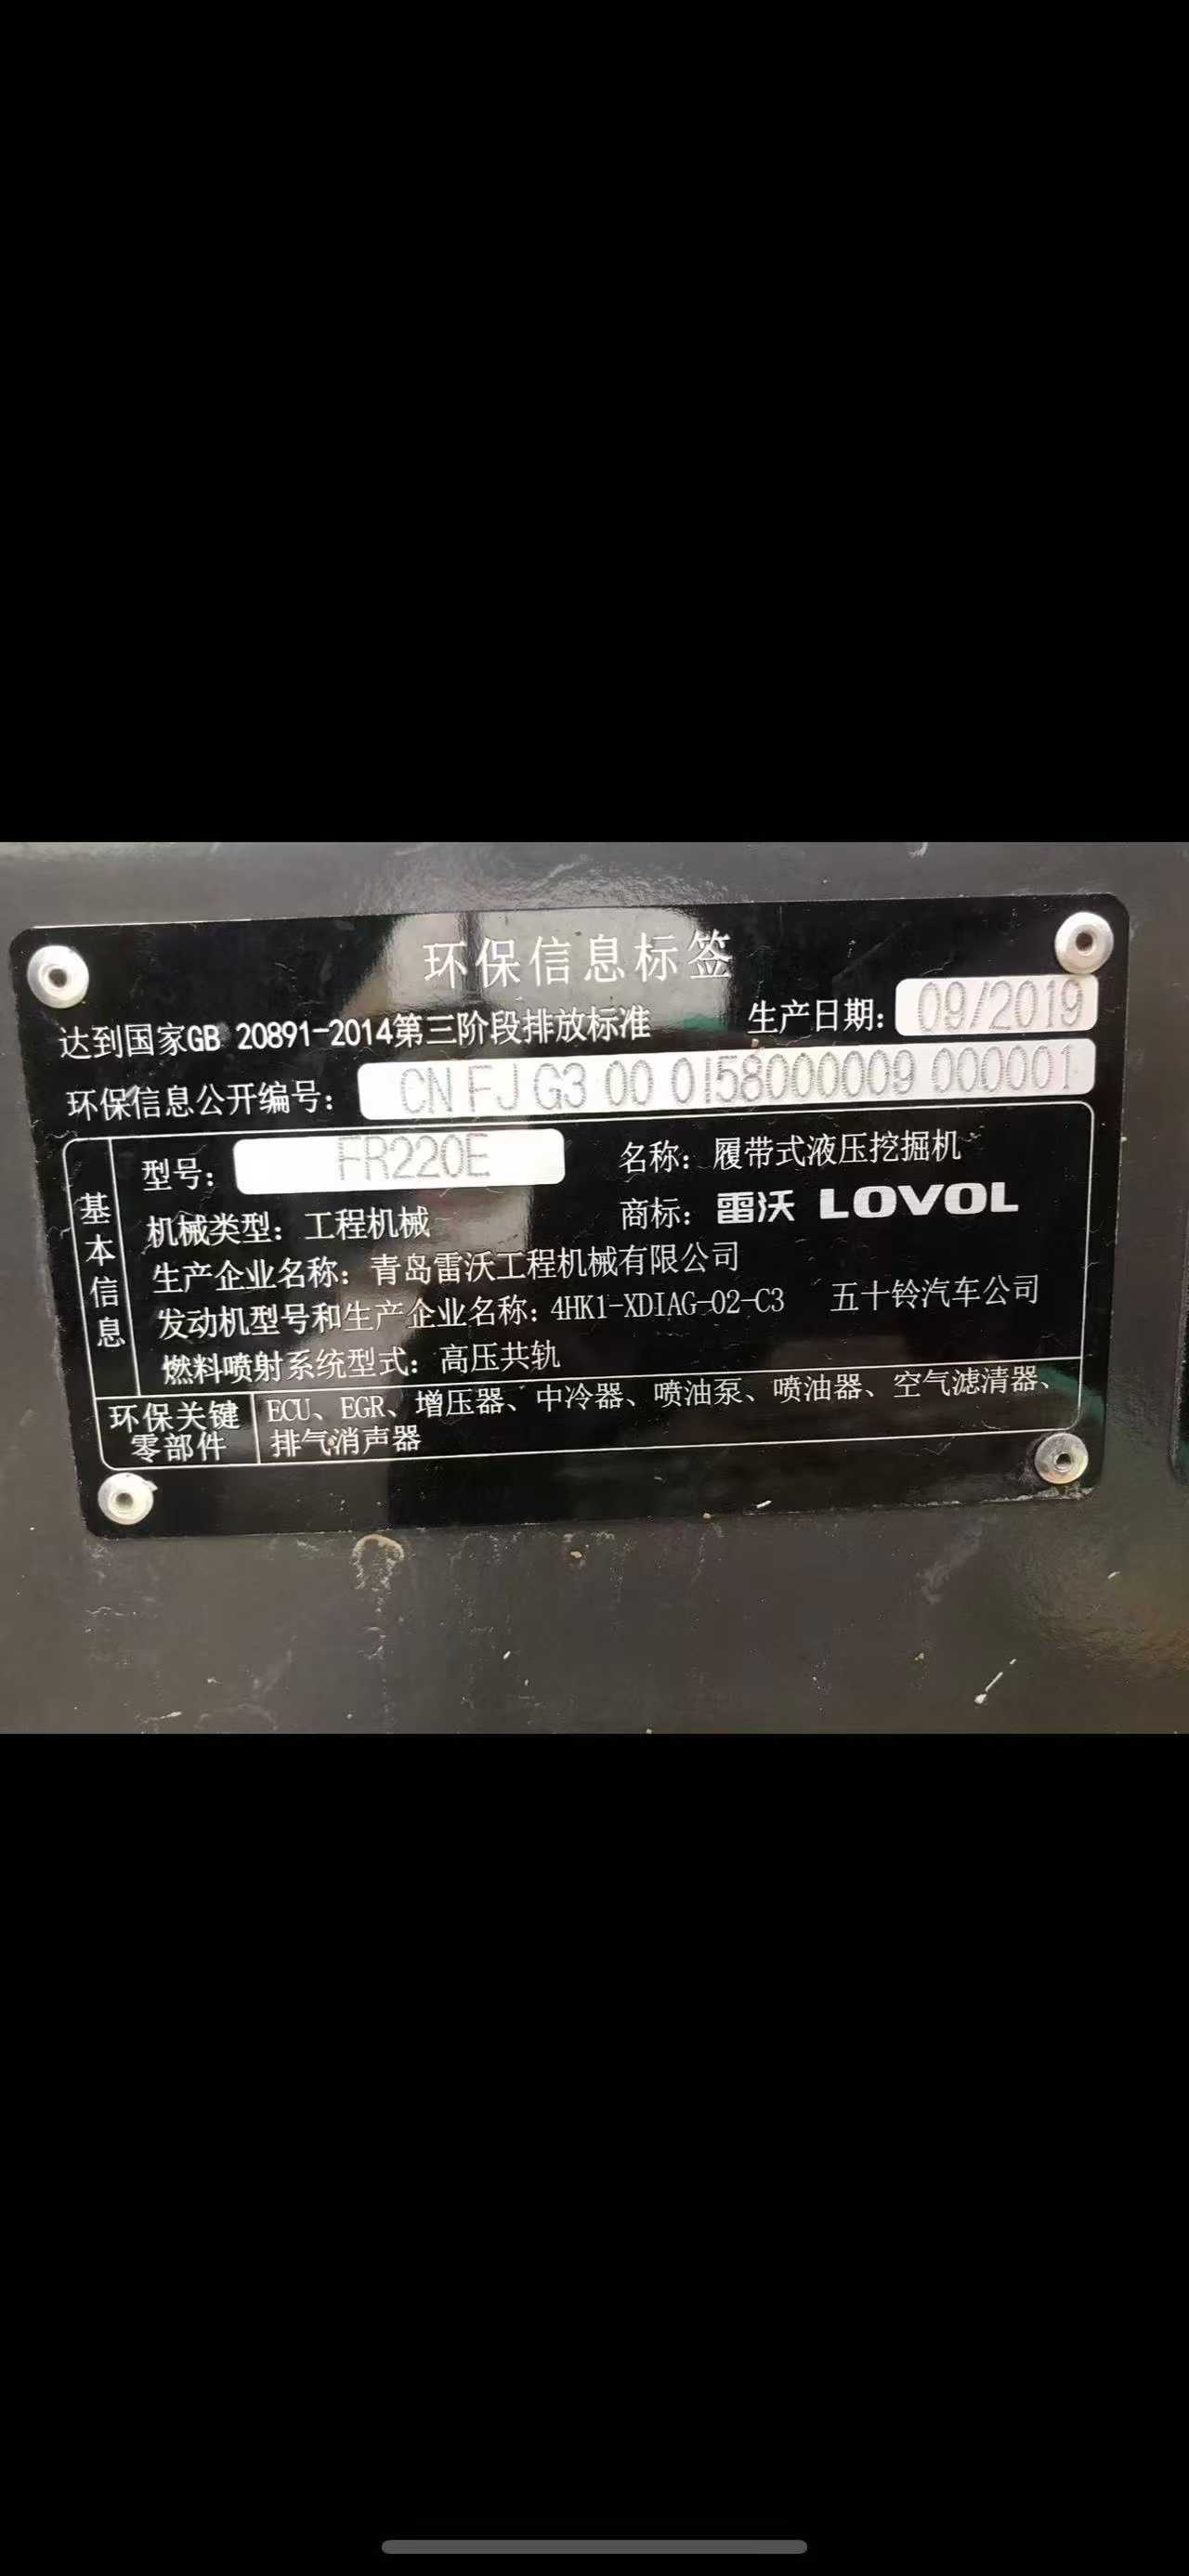 环保信息标签
达到国家GB 20891-2014第三阶段排放标准 生产日期: 09/2019
环保信息公开编号: CN FJ G3 00 0I58000009 000001
基本信息
型号: FR220E 名称: 履带式液压挖掘机
机械类型: 工程机械 商标: 雷沃 LOVOL
生产企业名称: 青岛雷沃工程机械有限公司
发动机型号和生产企业名称: 4HK1-XDIAG-02-C3 五十铃汽车公司
燃料喷射系统型式: 高压共轨
环保关键零部件
ECU、EGR、增压器、中冷器、喷油泵、喷油器、空气滤清器、
排气消声器